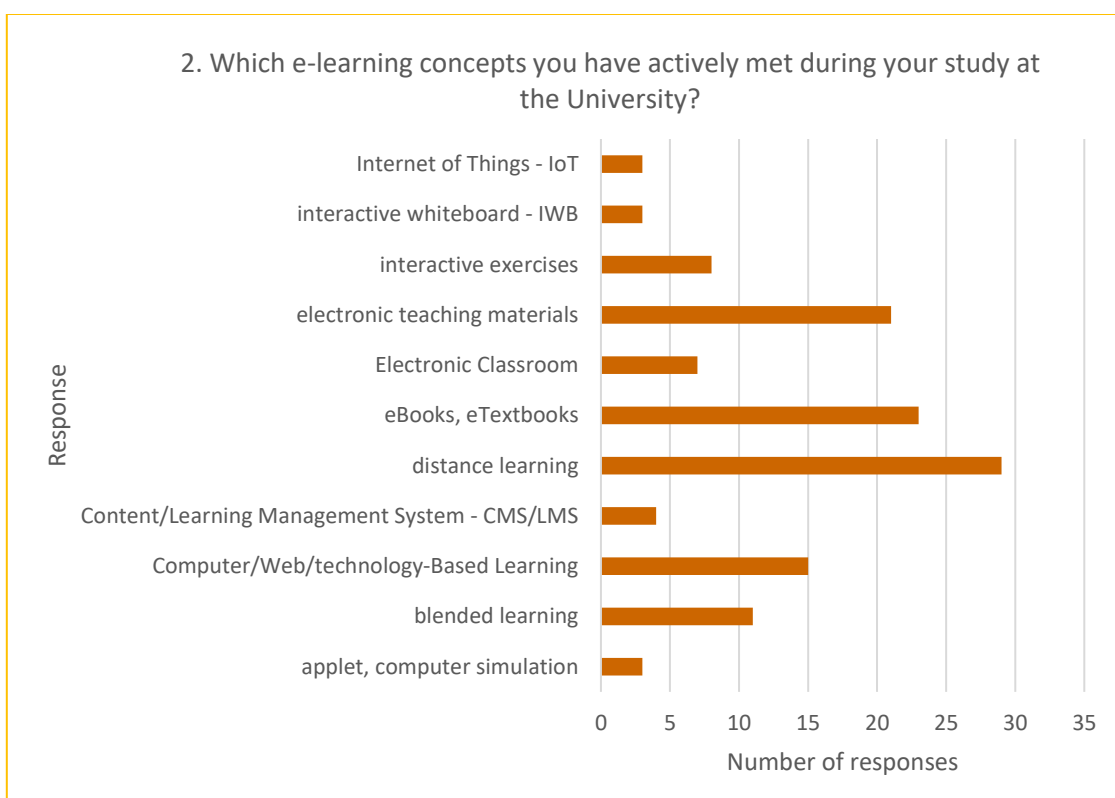 2. Which e-learning concepts you have actively met during your study at
the University?
Internet of Things - IoT
interactive whiteboard - IWB
interactive exercises
electronic teaching materials
Electronic Classroom
eBooks, eTextbooks
distance learning
Content/Learning Management System - CMS/LMS
Computer/Web/technology-Based Learning
blended learning
applet, computer simulation
Response
0 5 10 15 20 25 30 35
Number of responses